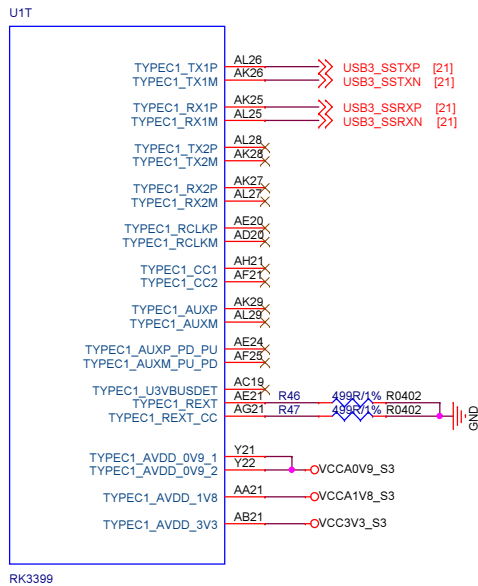 U1T
TYPEC1_TX1P AL26 USB3_SSTXP [21]
TYPEC1_TX1M AK26 USB3_SSTXN [21]
TYPEC1_RX1P AK25 USB3_SSRXP [21]
TYPEC1_RX1M AL25 USB3_SSRXN [21]
TYPEC1_TX2P AL28
TYPEC1_TX2M AK28
TYPEC1_RX2P AK27
TYPEC1_RX2M AL27
TYPEC1_RCLKP AE20
TYPEC1_RCLKM AD20
TYPEC1_CC1 AH21
TYPEC1_CC2 AF21
TYPEC1_AUXP AK29
TYPEC1_AUXM AL29
TYPEC1_AUXP_PD_PU AE24
TYPEC1_AUXM_PU_PD AF25
TYPEC1_U3VBUSDET AC19
TYPEC1_REXT AE21 R46 499R/1% R0402
TYPEC1_REXT_CC AG21 R47 499R/1% R0402
GND
TYPEC1_AVDD_0V9_1 Y21
TYPEC1_AVDD_0V9_2 Y22 VCCA0V9_S3
TYPEC1_AVDD_1V8 AA21 VCCA1V8_S3
TYPEC1_AVDD_3V3 AB21 VCC3V3_S3
RK3399